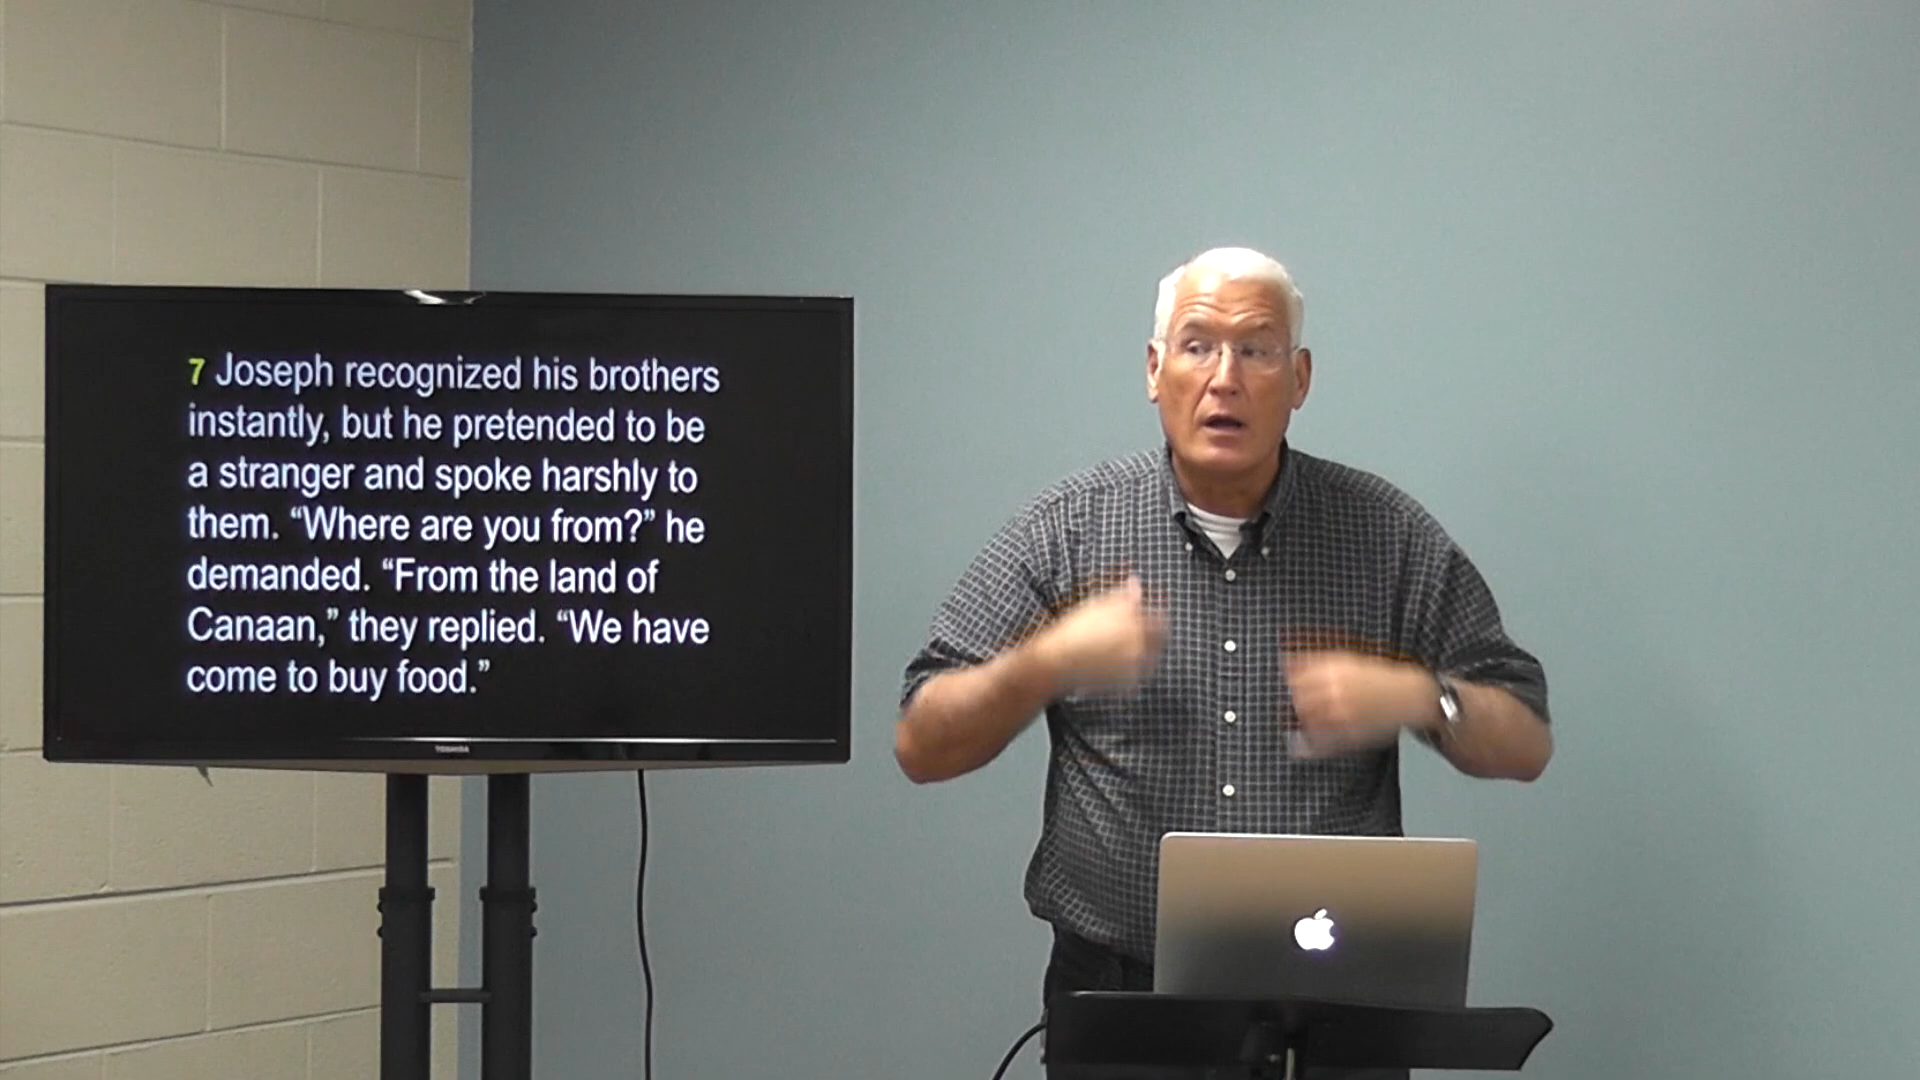 7 Joseph recognized his brothers
instantly, but he pretended to be
a stranger and spoke harshly to
them. “Where are you from?” he
demanded. “From the land of
Canaan,” they replied. “We have
come to buy food.”
TOSHIBA